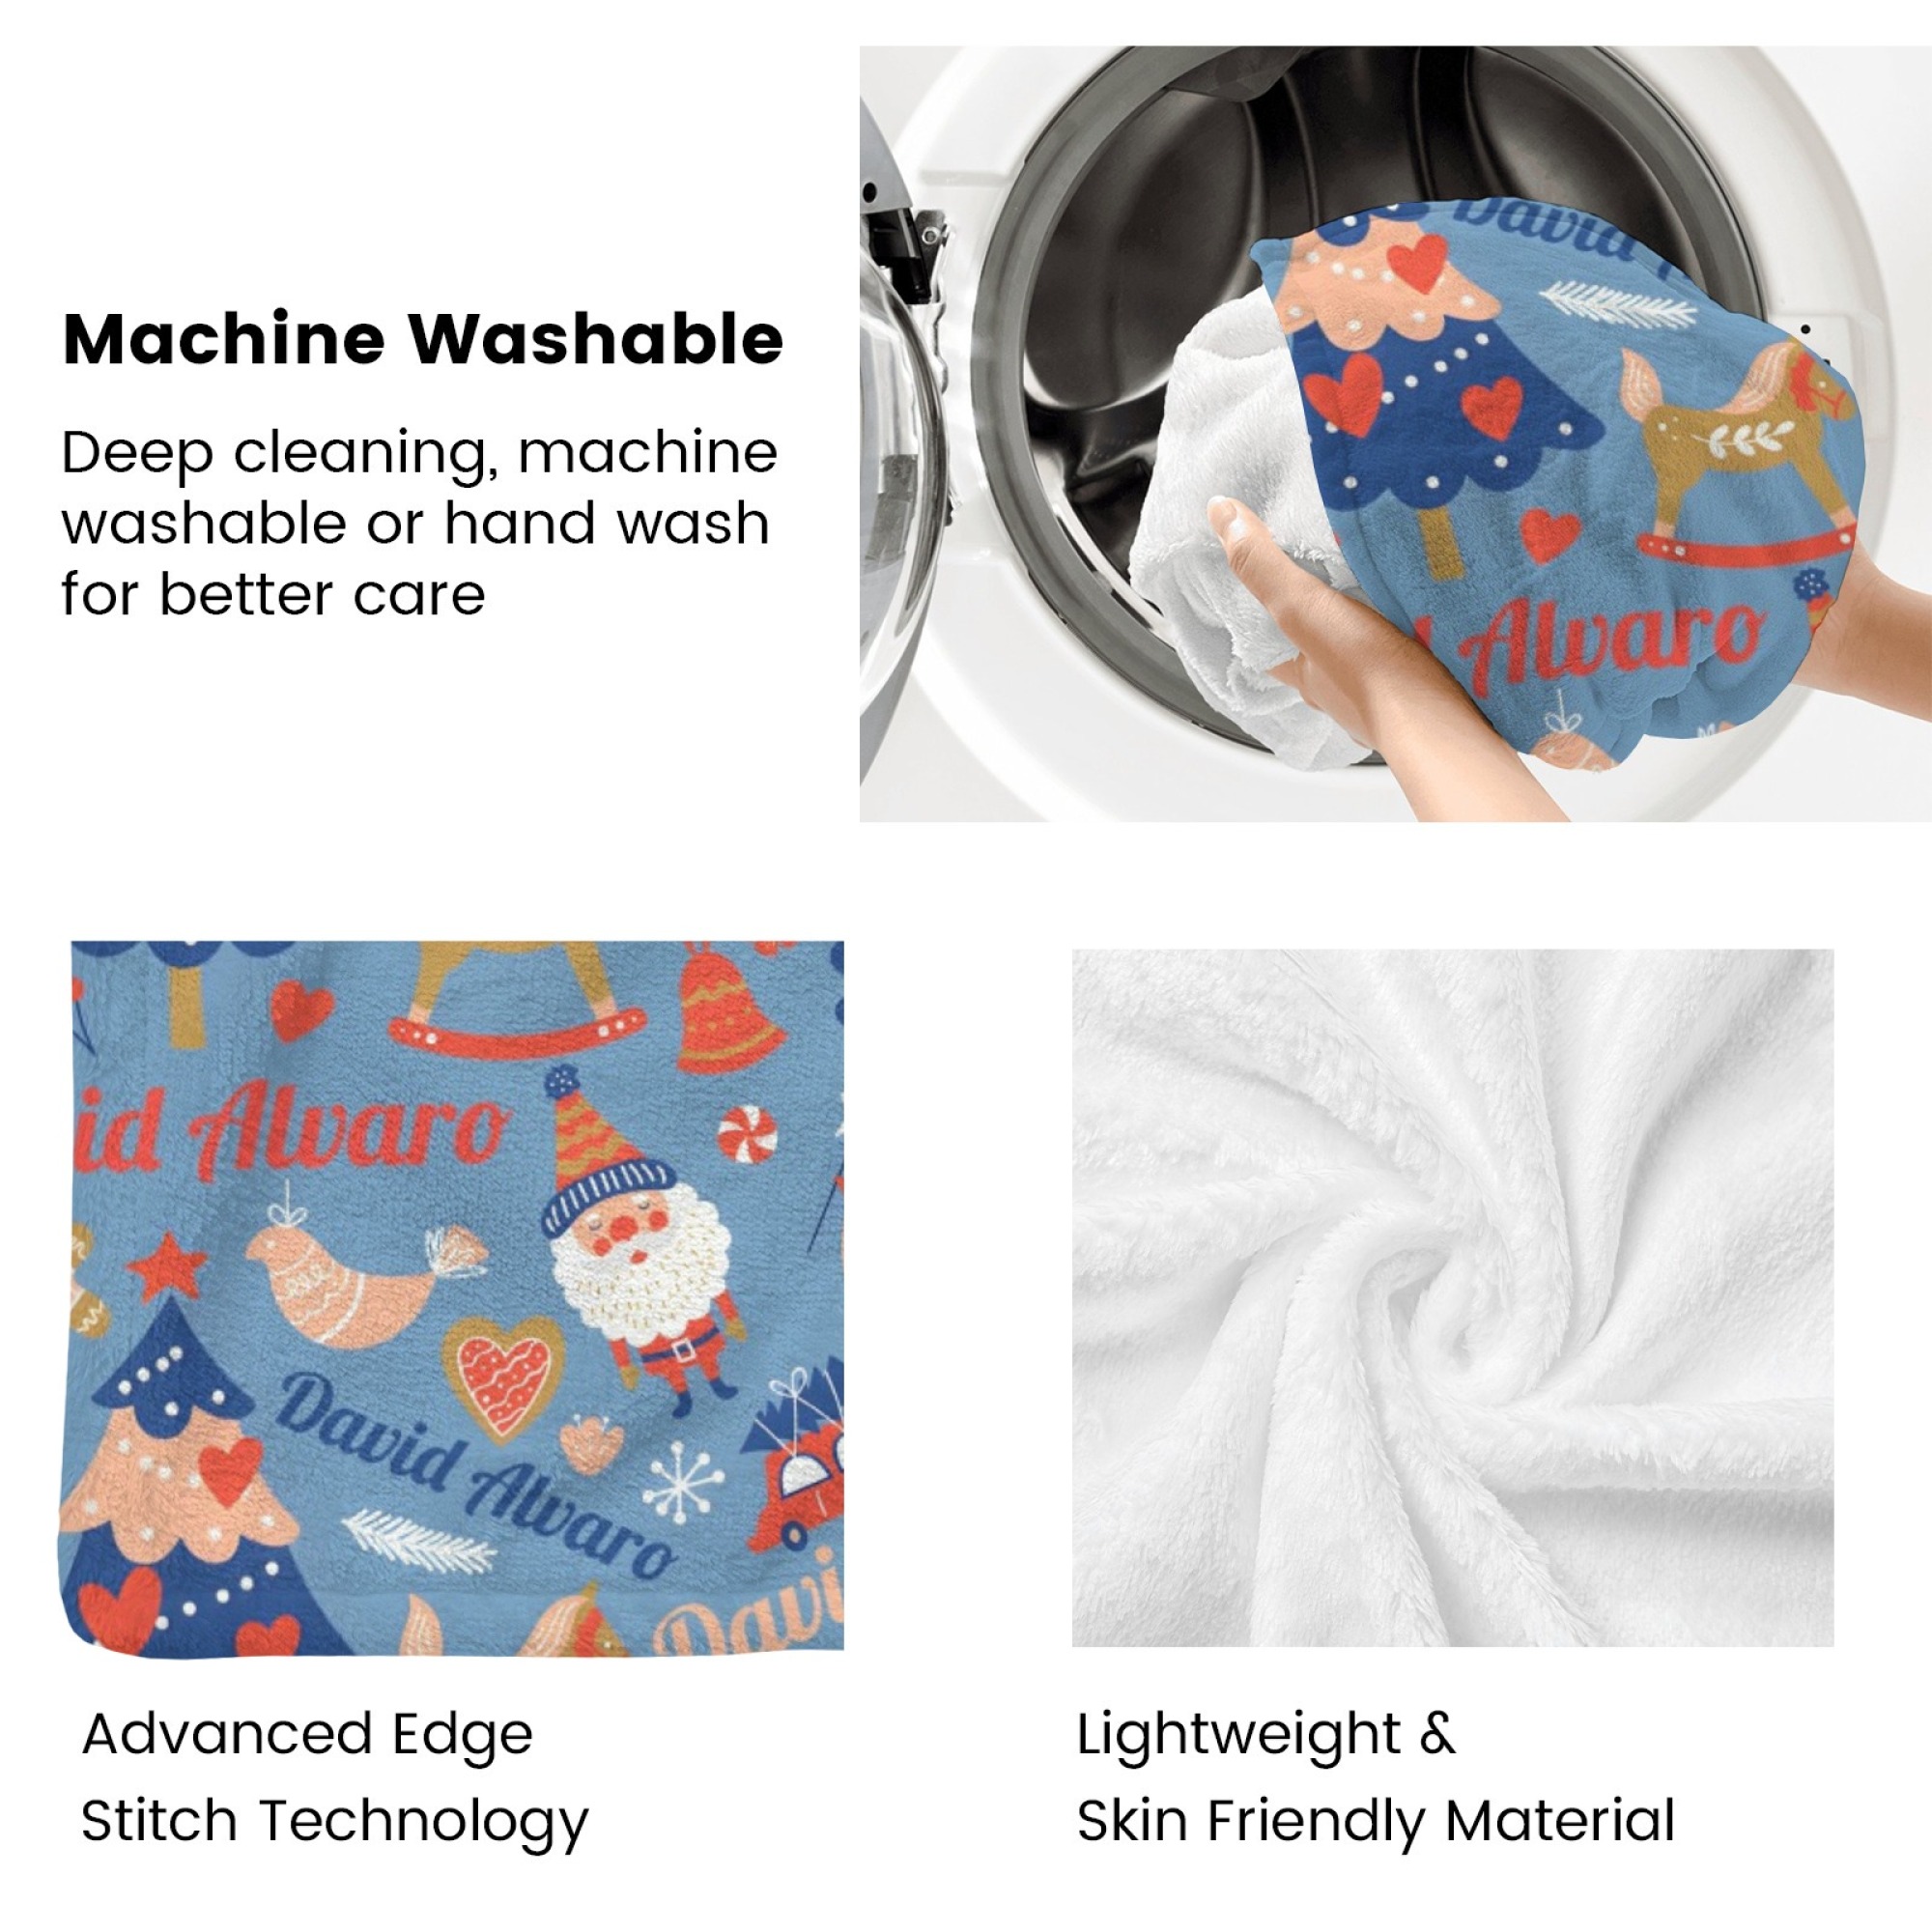 Machine Washable
Deep cleaning, machine
washable or hand wash
for better care
David
Alvaro
id Alvaro
David Alvaro
Davi
Advanced Edge
Stitch Technology
Lightweight &
Skin Friendly Material